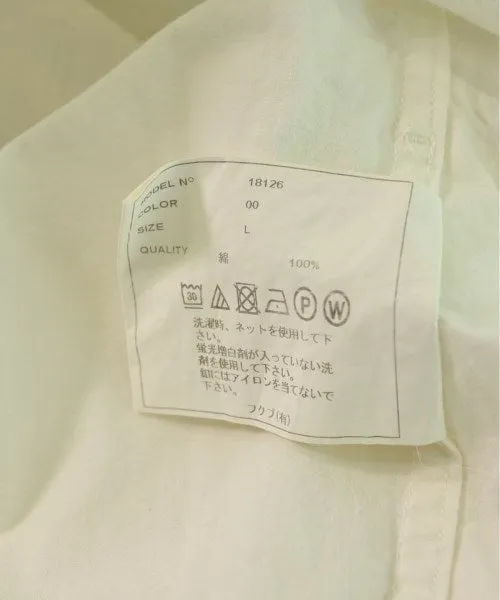 MODEL Nº 18126
COLOR 00
SIZE L
QUALITY
綿 100%
30 P W
洗濯時、ネットを使用して下
さい。
蛍光増白剤が入っていない洗
剤を使用して下さい。
釦にはアイロンを当てないで
下さい。
フクブ(有)